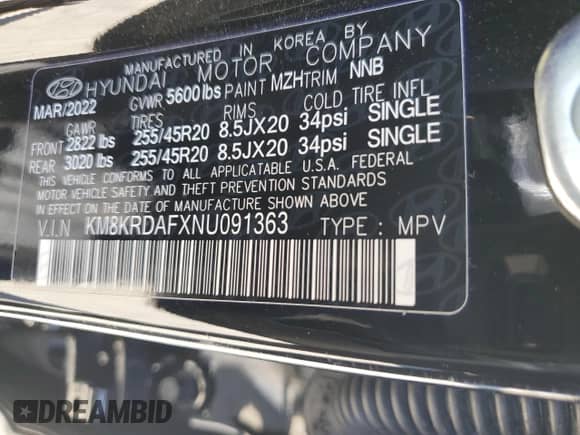 MANUFACTURED IN KOREA BY
HYUNDAI MOTOR COMPANY
MAR/2022 GVWR 5600lbs PAINT MZH TRIM NNB
GAWR TIRES RIMS COLD TIRE INFL
FRONT 2822 lbs 255/45R20 8.5JX20 34psi SINGLE
REAR 3020 lbs 255/45R20 8.5JX20 34psi SINGLE
THIS VEHICLE CONFORMS TO ALL APPLICABLE U.S.A. FEDERAL
MOTOR VEHICLE SAFETY AND THEFT PREVENTION STANDARDS
IN EFFECT ON THE DATE OF MANUFACTURE SHOWN ABOVE.
V.I.N KM8KRDAFXNU091363 TYPE : MPV
DREAMBID